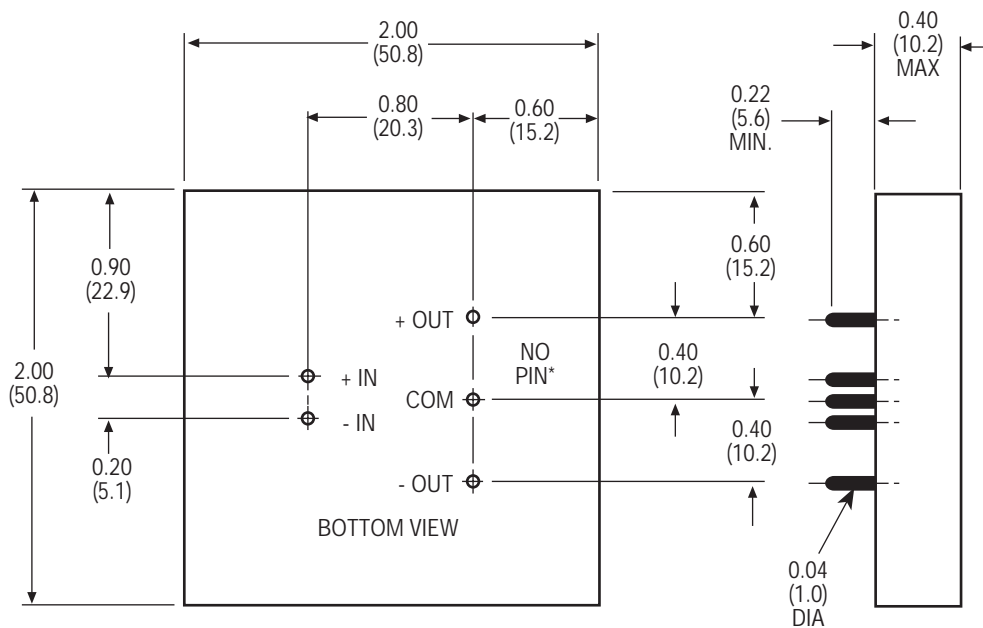 2.00
(50.8)
0.80
(20.3)
0.60
(15.2)
0.40
(10.2)
MAX
0.22
(5.6)
MIN.
0.90
(22.9)
0.60
(15.2)
2.00
(50.8)
+ OUT
NO
PIN*
+ IN
COM
- IN
0.40
(10.2)
0.20
(5.1)
0.40
(10.2)
- OUT
BOTTOM VIEW
0.04
(1.0)
DIA